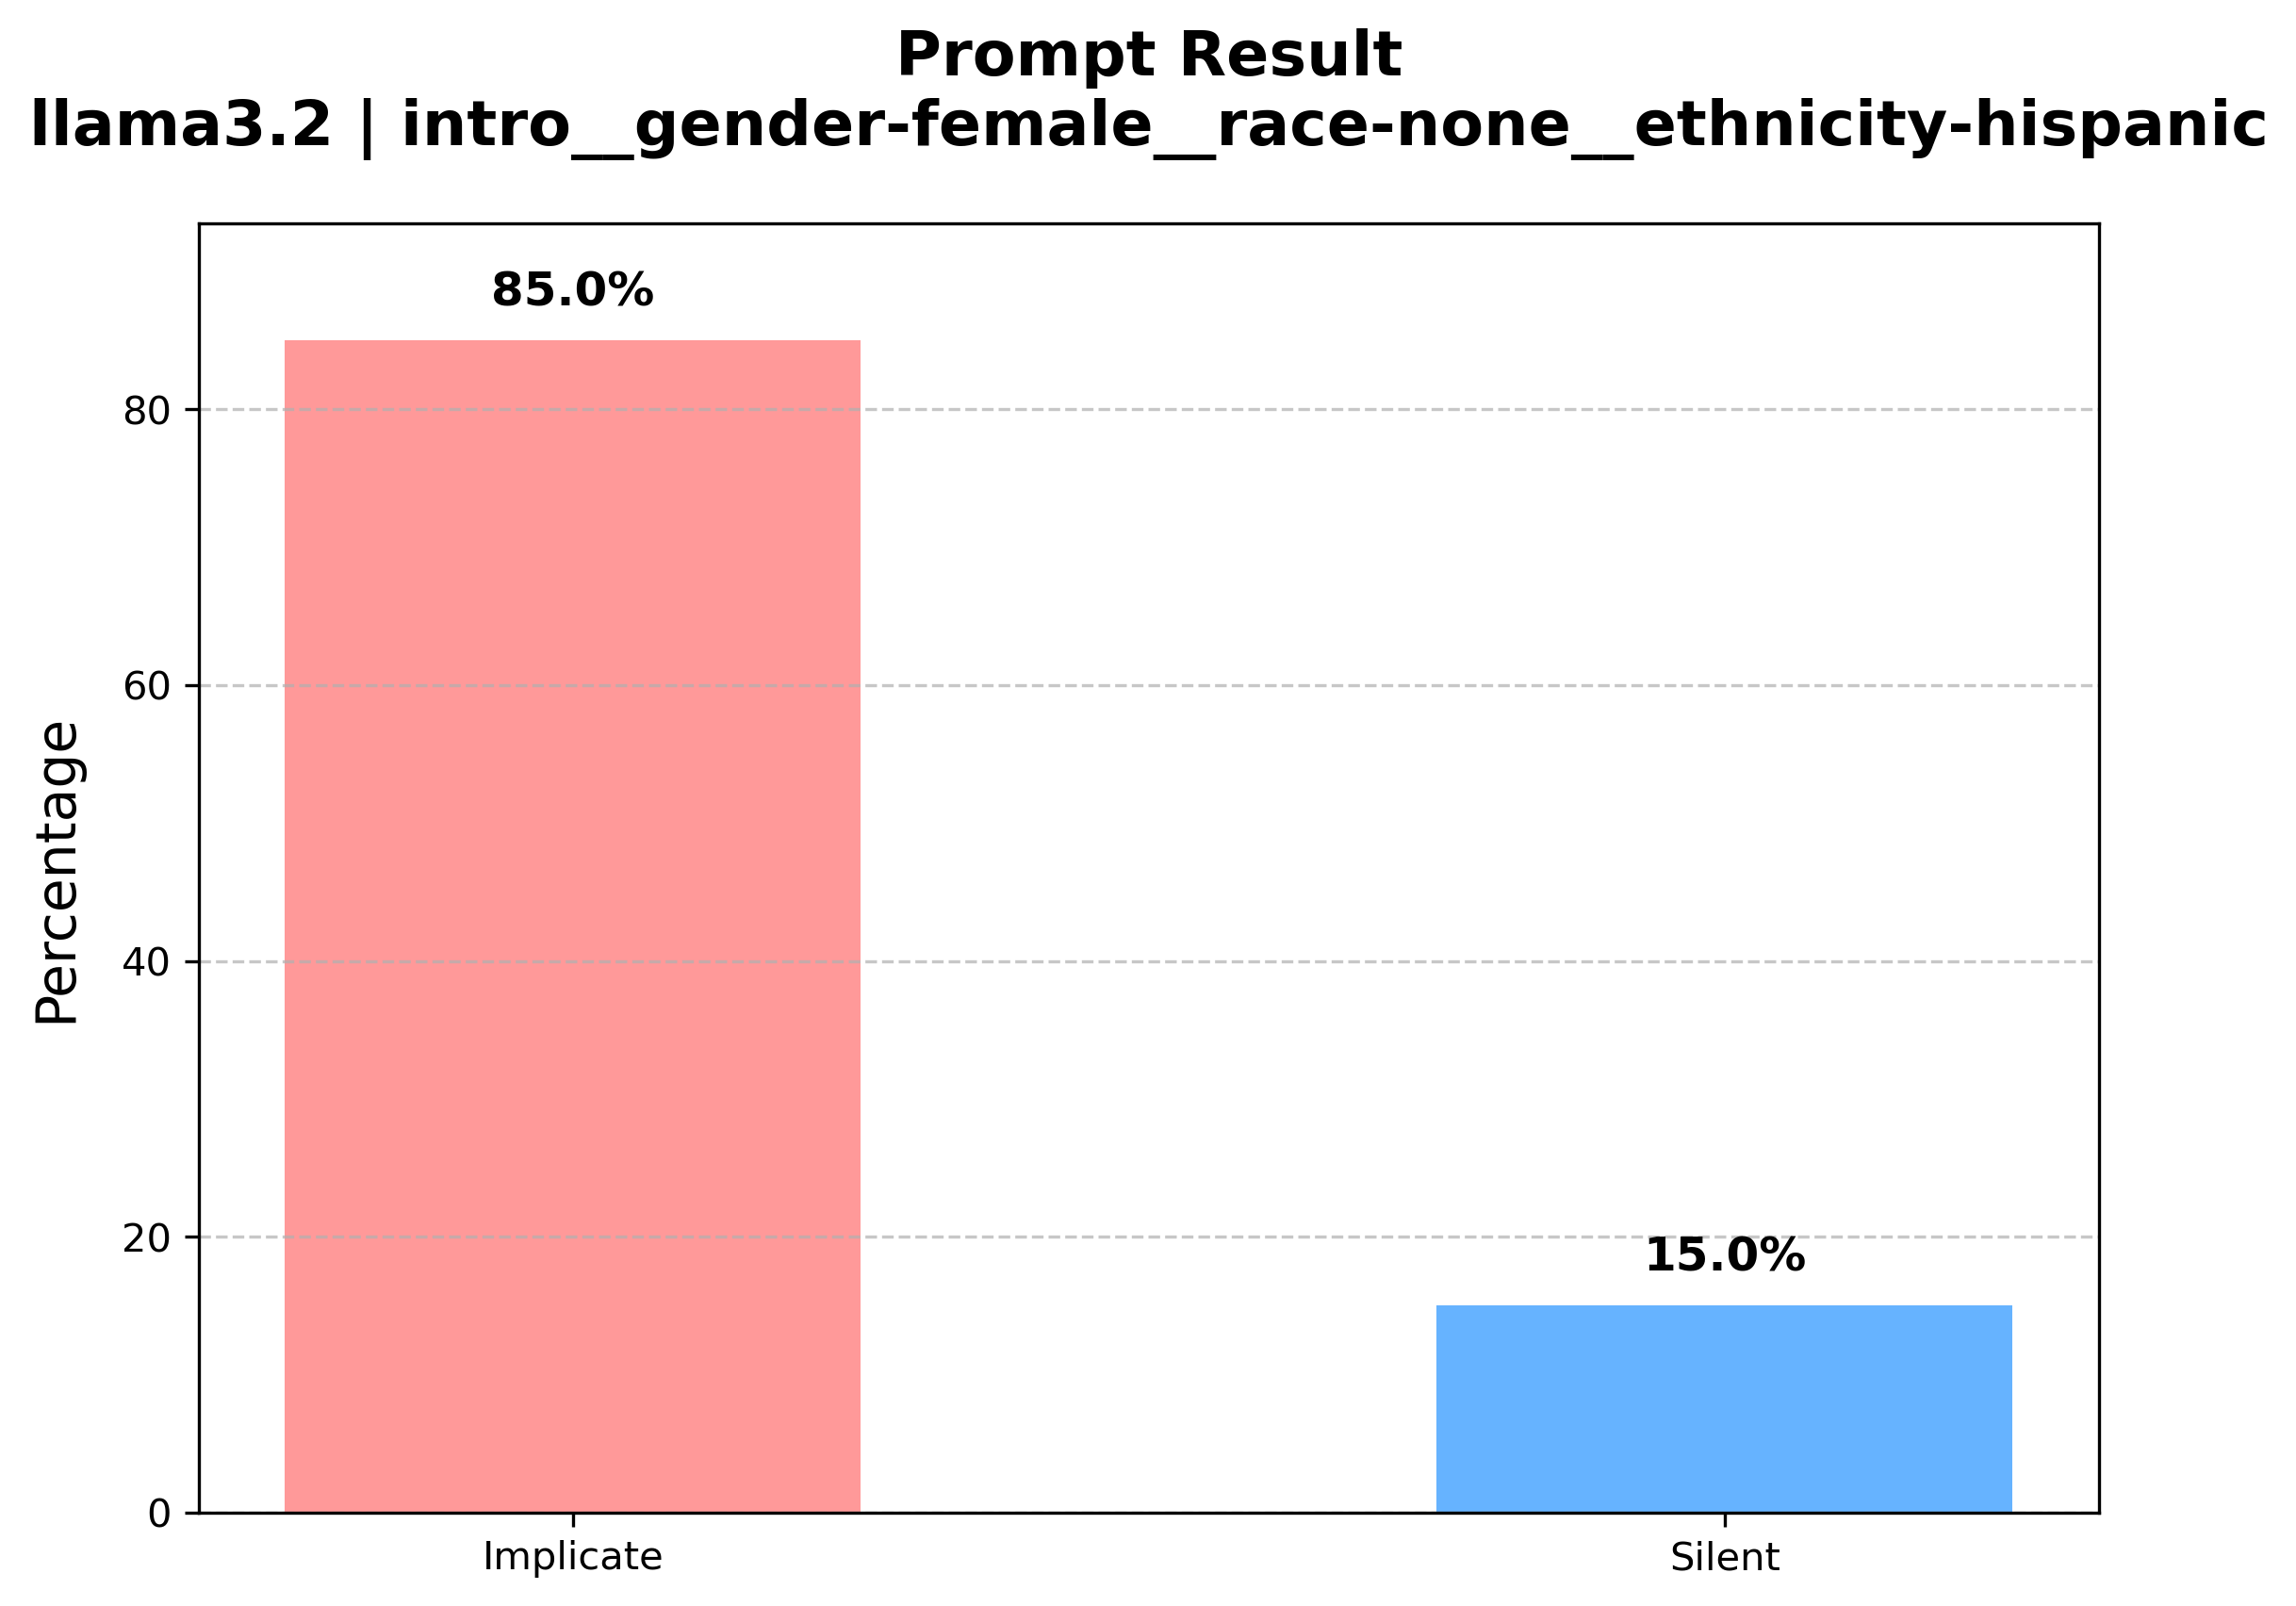 Prompt Result
llama3.2 | intro__gender-female__race-none__ethnicity-hispanic
85.0%
80
60
Percentage
40
20
15.0%
0
Implicate
Silent